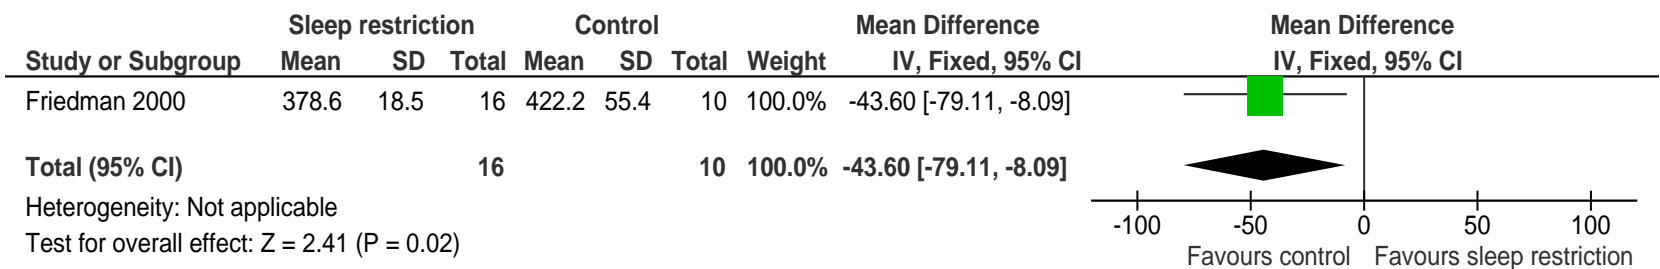 Sleep restriction Control Mean Difference Mean Difference
Study or Subgroup Mean SD Total Mean SD Total Weight IV, Fixed, 95% CI IV, Fixed, 95% CI
Friedman 2000 378.6 18.5 16 422.2 55.4 10 100.0% -43.60 [-79.11, -8.09]
Total (95% CI) 16 10 100.0% -43.60 [-79.11, -8.09]
Heterogeneity: Not applicable
Test for overall effect: Z = 2.41 (P = 0.02)
-100 -50 0 50 100
Favours control Favours sleep restriction